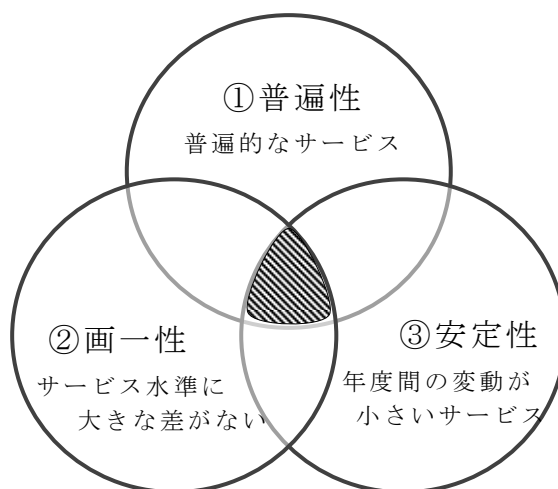 ①普遍性
普遍的なサービス
②画一性
サービス水準に
大きな差がない
③安定性
年度間の変動が
小さいサービス